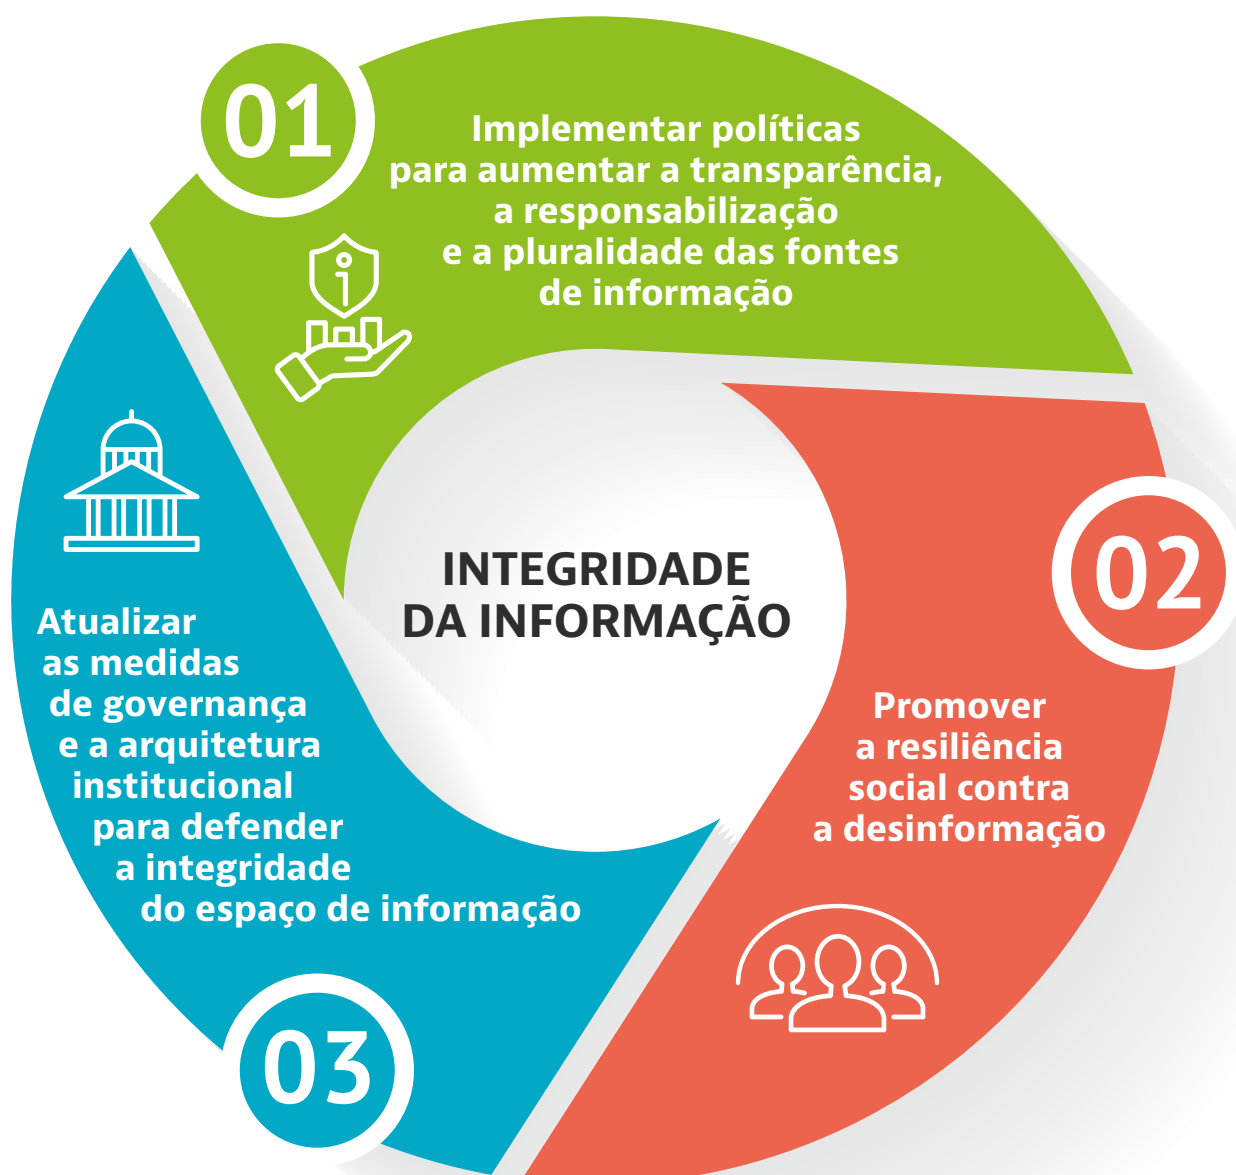 01
Implementar políticas
para aumentar a transparência,
a responsabilização
e a pluralidade das fontes
de informação
INTEGRIDADE
DA INFORMAÇÃO
02
Promover
a resiliência
social contra
a desinformação
Atualizar
as medidas
de governança
e a arquitetura
institucional
para defender
a integridade
do espaço de informação
03